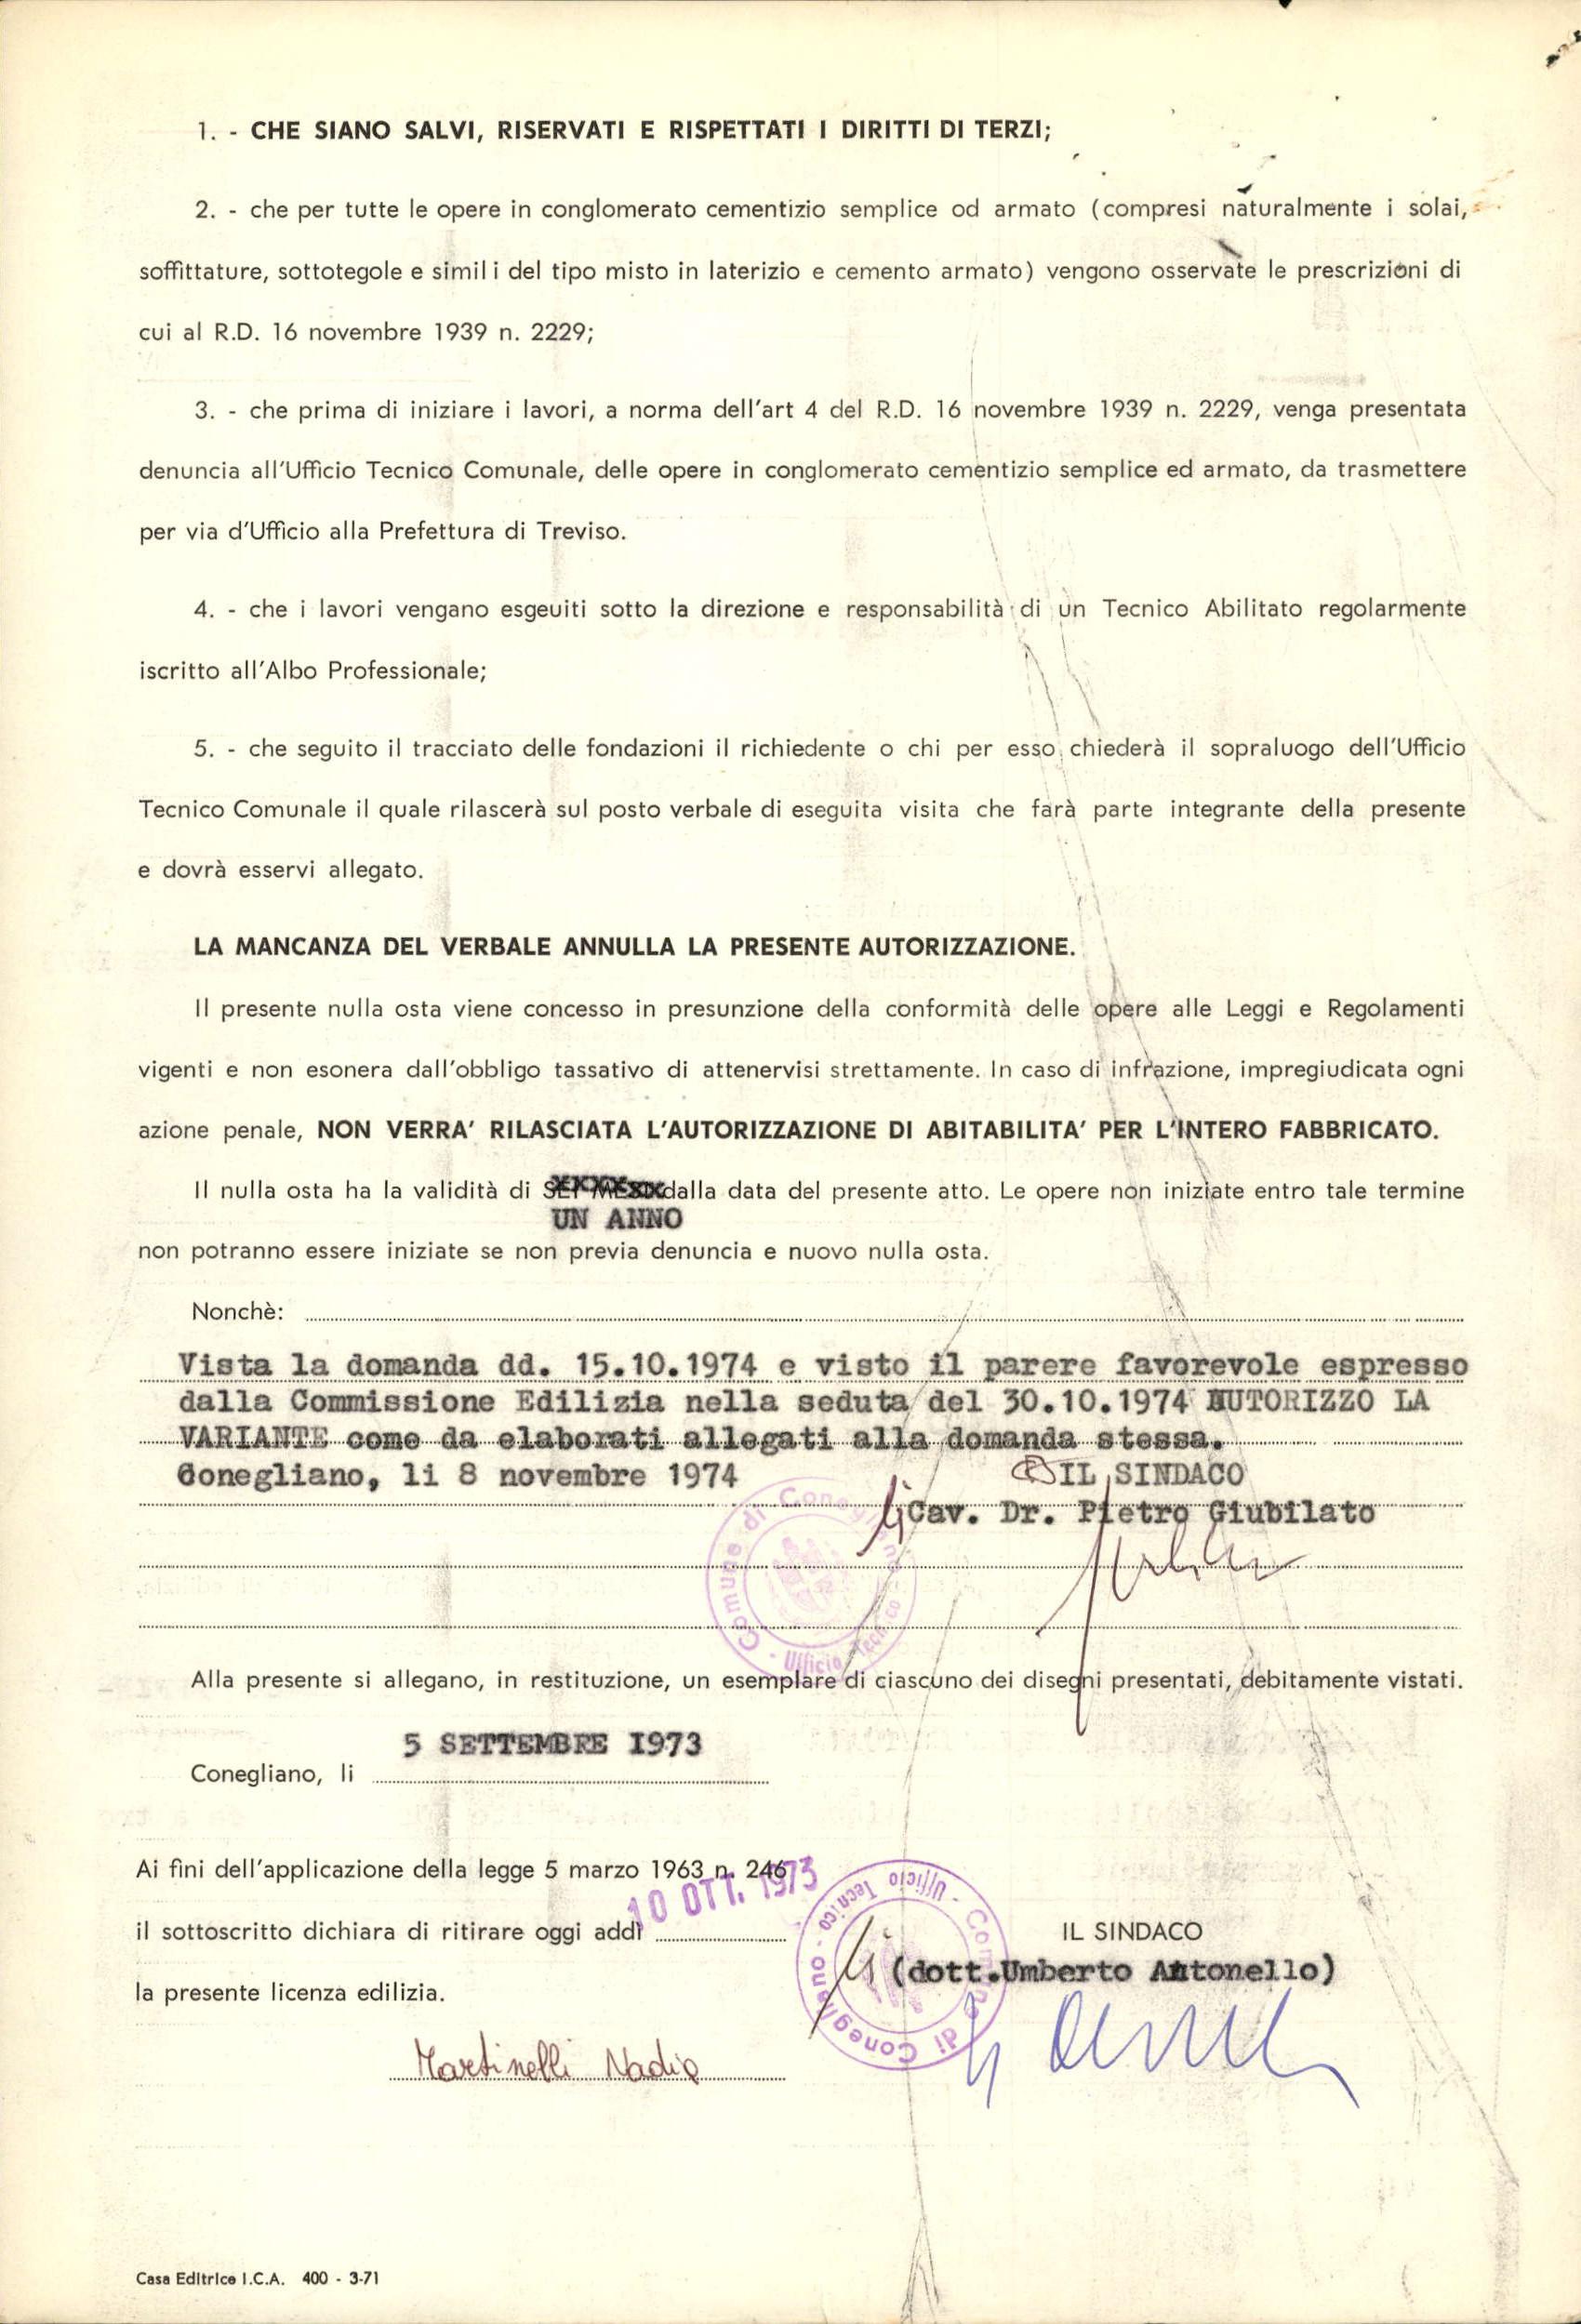 1. - CHE SIANO SALVI, RISERVATI E RISPETTATI I DIRITTI DI TERZI;
2. - che per tutte le opere in conglomerato cementizio semplice od armato (compresi naturalmente i solai,
soffittature, sottotegole e simili del tipo misto in laterizio e cemento armato) vengono osservate le prescrizioni di
cui al R.D. 16 novembre 1939 n. 2229;
3. - che prima di iniziare i lavori, a norma dell'art 4 del R.D. 16 novembre 1939 n. 2229, venga presentata
denuncia all'Ufficio Tecnico Comunale, delle opere in conglomerato cementizio semplice ed armato, da trasmettere
per via d'Ufficio alla Prefettura di Treviso.
4. - che i lavori vengano esgeuiti sotto la direzione e responsabilità di un Tecnico Abilitato regolarmente
iscritto all'Albo Professionale;
5. - che seguito il tracciato delle fondazioni il richiedente o chi per esso chiederà il sopraluogo dell'Ufficio
Tecnico Comunale il quale rilascerà sul posto verbale di eseguita visita che farà parte integrante della presente
e dovrà esservi allegato.
LA MANCANZA DEL VERBALE ANNULLA LA PRESENTE AUTORIZZAZIONE.
Il presente nulla osta viene concesso in presunzione della conformità delle opere alle Leggi e Regolamenti
vigenti e non esonera dall'obbligo tassativo di attenervisi strettamente. In caso di infrazione, impregiudicata ogni
azione penale, NON VERRA' RILASCIATA L'AUTORIZZAZIONE DI ABITABILITA' PER L'INTERO FABBRICATO.
Il nulla osta ha la validità di SEI MESI dalla data del presente atto. Le opere non iniziate entro tale termine
UN ANNO
non potranno essere iniziate se non previa denuncia e nuovo nulla osta.
Nonchè:
Vista la domanda dd. 15.10.1974 e visto il parere favorevole espresso
dalla Commissione Edilizia nella seduta del 30.10.1974 AUTORIZZO LA
VARIANTE come da elaborati allegati alla domanda stessa.
Conegliano, li 8 novembre 1974 IL SINDACO
Cav. Dr. Pietro Giubilato
Comune di Conegliano - Ufficio Tecnico -
Alla presente si allegano, in restituzione, un esemplare di ciascuno dei disegni presentati, debitamente vistati.
5 SETTEMBRE 1973
Conegliano, li
Ai fini dell'applicazione della legge 5 marzo 1963 n. 246
10 OTT. 1973
il sottoscritto dichiara di ritirare oggi addì
IL SINDACO
Comune di Conegliano - Ufficio Tecnico -
(dott.Umberto Antonello)
la presente licenza edilizia.
Martinelli Nadia
Casa Editrice I.C.A. 400 - 3-71